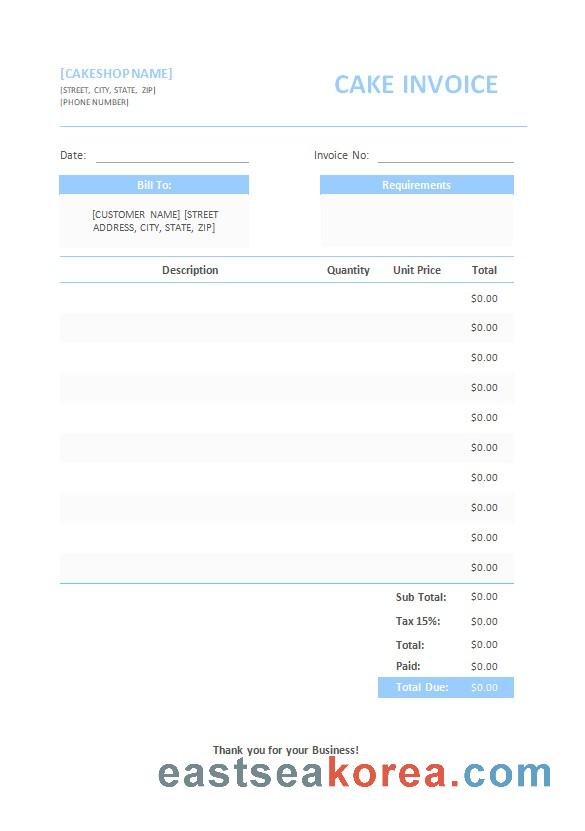 [CAKESHOP NAME]
CAKE INVOICE
[STREET, CITY, STATE, ZIP]
[PHONE NUMBER]
Date:
Invoice No:
Bill To:
Requirements
[CUSTOMER NAME] [STREET
ADDRESS, CITY, STATE, ZIP]
Description Quantity Unit Price Total
$0.00
$0.00
$0.00
$0.00
$0.00
$0.00
$0.00
$0.00
$0.00
$0.00
Sub Total: $0.00
Tax 15%: $0.00
Total: $0.00
Paid: $0.00
Total Due: $0.00
Thank you for your Business!
eastseakorea.com